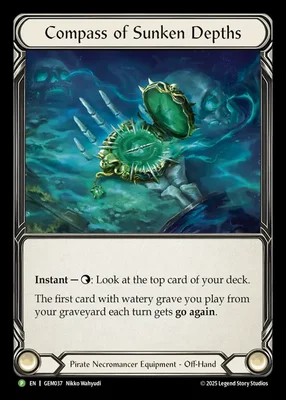 Compass of Sunken Depths
Instant – : Look at the top card of your deck.
The first card with watery grave you play from
your graveyard each turn gets go again.
Pirate Necromancer Equipment - Off-Hand
P EN | GEM037 Nikko Wahyudi © 2025 Legend Story Studios